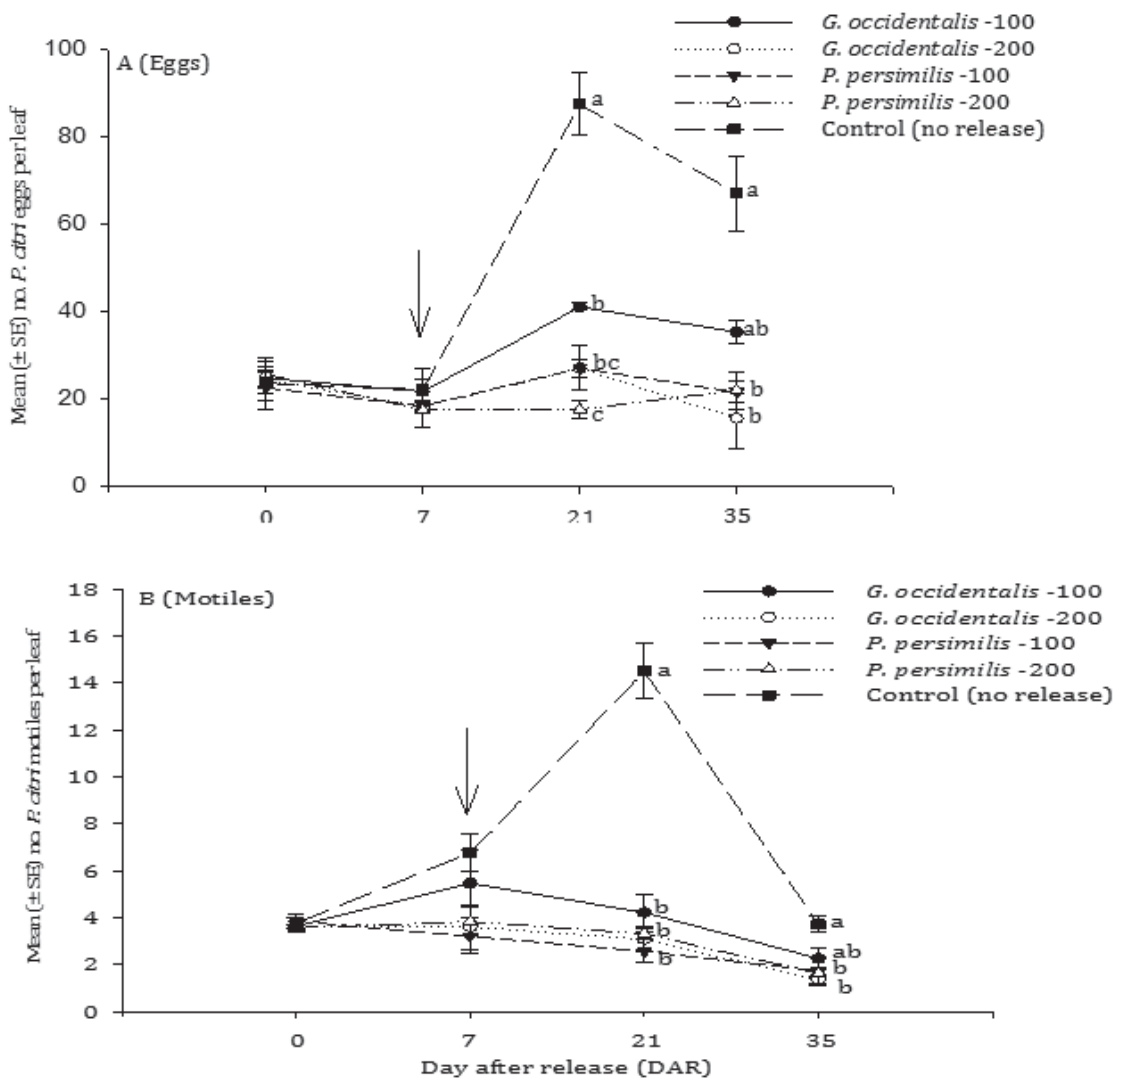 G. occidentalis -100
G. occidentalis -200
P. persimilis -100
P. persimilis -200
Control (no release)
A (Eggs)
Mean (± SE) no. P. citri eggs per leaf
100
80
60
40
20
0
a
a
b
ab
bc
b
c
b
0
7
21
35
B (Motiles)
G. occidentalis -100
G. occidentalis -200
P. persimilis -100
P. persimilis -200
Control (no release)
Mean (± SE) no. P. citri motiles per leaf
18
16
14
12
10
8
6
4
2
0
a
b
b
b
a
ab
b
b
0
7
21
35
Day after release (DAR)